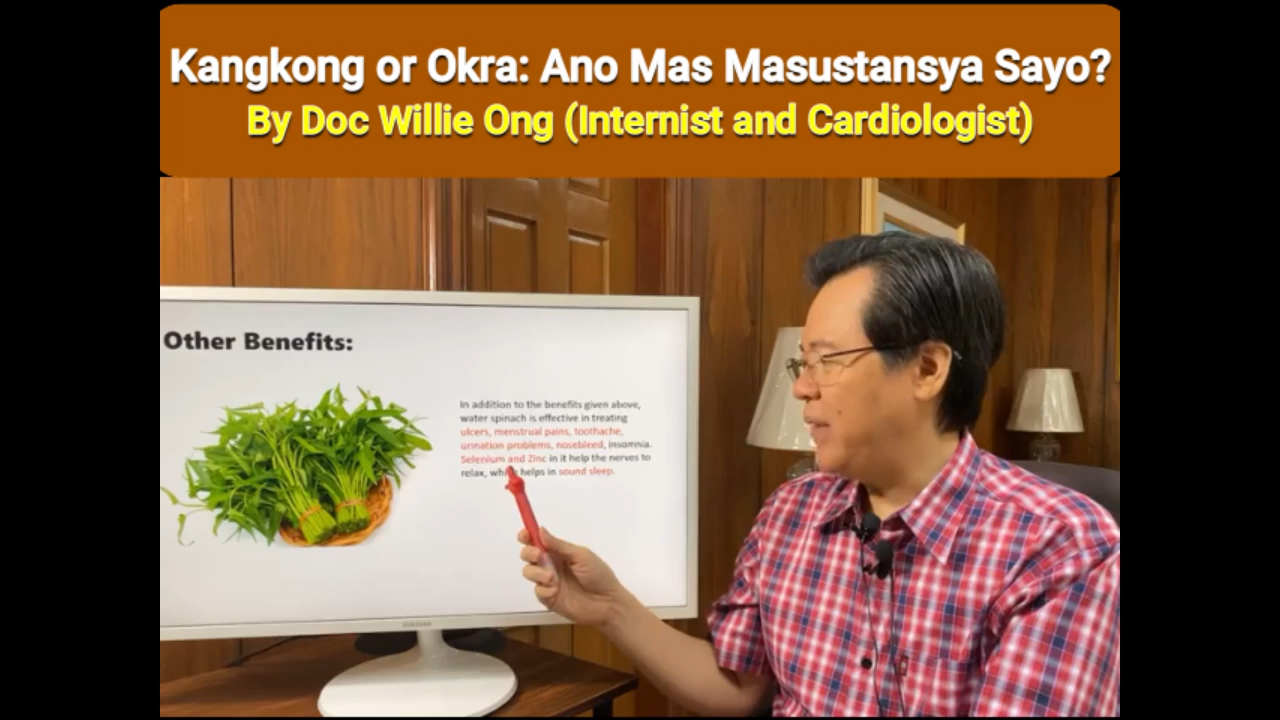 Kangkong or Okra: Ano Mas Masustansya Sayo?
By Doc Willie Ong (Internist and Cardiologist)
Other Benefits:
In addition to the benefits given above,
water spinach is effective in treating
ulcers, menstrual pains, toothache,
urination problems, nosebleed, insomnia.
Selenium and Zinc in it help the nerves to
relax, which helps in sound sleep.
SAMSUNG